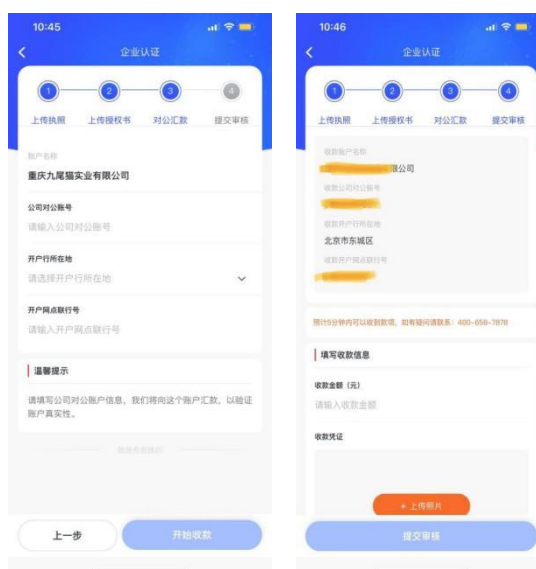 10:45
企业认证
1
2
3
4
上传执照
上传授权书
对公汇款
提交审核
账户名称
重庆九尾猫实业有限公司
公司对公账号
请输入公司对公账号
开户行所在地
请选择开户行所在地
开户网点联行号
请输入开户网点联行号
温馨提示
请填写公司对公账户信息，我们将向这个账户汇款，以验证
账户真实性。
上一步
开始收款
10:46
企业认证
1
2
3
4
上传执照
上传授权书
对公汇款
提交审核
收款账户名称
限公司
收款公司对公账号
收款开户行所在地
北京市东城区
收款开户网点联行号
预计5分钟内可以收到款项，如有疑问请联系：400-658-7878
填写收款信息
收款金额（元）
请输入收款金额
收款凭证
+ 上传照片
提交审核